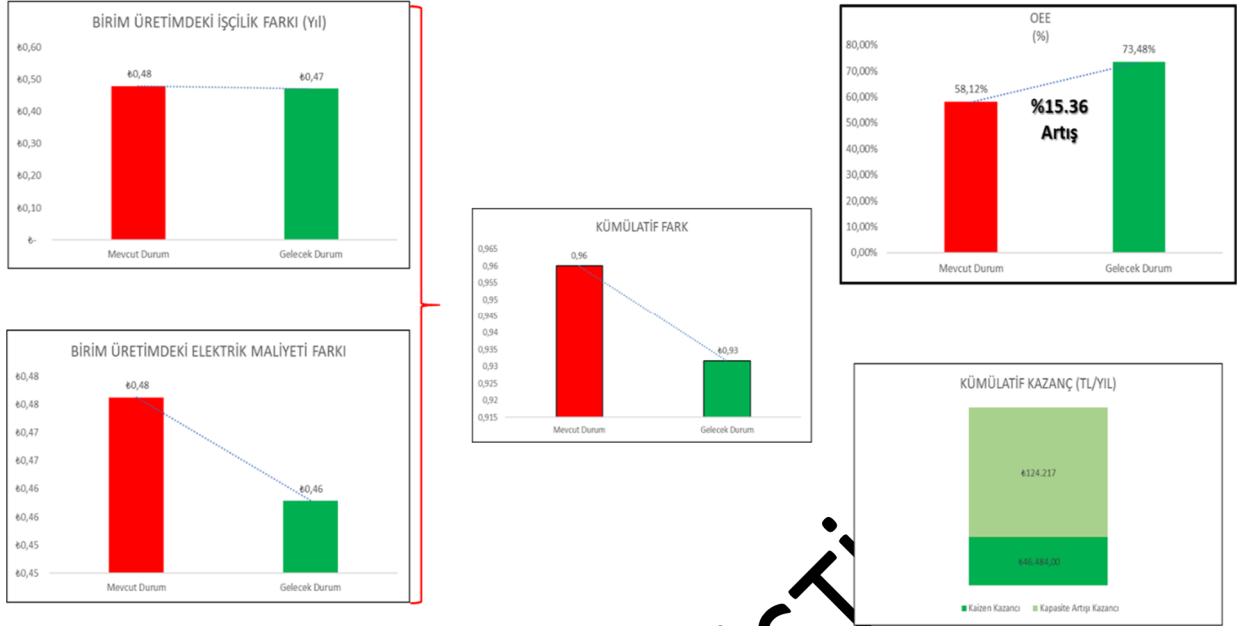 BİRİM ÜRETİMDEKİ İŞÇİLİK FARKI (Yıl)
₺0,60
₺0,50
₺0,40
₺0,30
₺0,20
₺0,10
₺-
₺0,48
₺0,47
Mevcut Durum
Gelecek Durum
BİRİM ÜRETİMDEKİ ELEKTRİK MALİYETİ FARKI
₺0,48
₺0,48
₺0,47
₺0,47
₺0,46
₺0,46
₺0,45
₺0,45
₺0,48
₺0,46
Mevcut Durum
Gelecek Durum
KÜMÜLATİF FARK
0,965
0,96
0,955
0,95
0,945
0,94
0,935
0,93
0,925
0,92
0,915
0,96
₺0,93
Mevcut Durum
Gelecek Durum
OEE
(%)
80,00%
70,00%
60,00%
50,00%
40,00%
30,00%
20,00%
10,00%
0,00%
58,12%
73,48%
%15.36
Artış
Mevcut Durum
Gelecek Durum
KÜMÜLATİF KAZANÇ (TL/YIL)
₺124.217
₺46.484,00
Kaizen Kazancı
Kapasite Artışı Kazancı